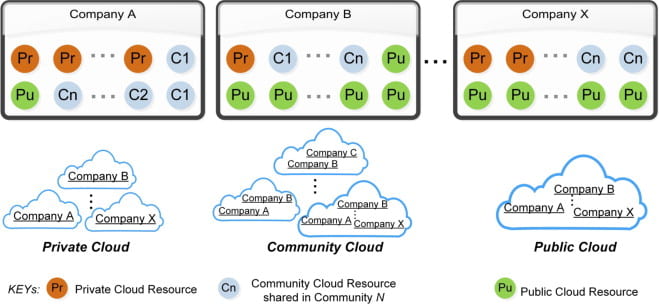 Company A
Company B
Company X
Pr Pr ... Pr C1
Pu Cn ... C2 C1
Pr C1 ... Cn Pu
Pu Pu ... Pu Pu
...
Pr Pr ... Cn Cn
Pu Pu ... Pu Pu
Company B
Company A
Company X
Private Cloud
Company C
Company B
Company B
Company A
Company B
Company A
Company X
Community Cloud
Company B
Company A
Company X
Public Cloud
KEYs: Pr Private Cloud Resource
Cn Community Cloud Resource
shared in Community N
Pu Public Cloud Resource